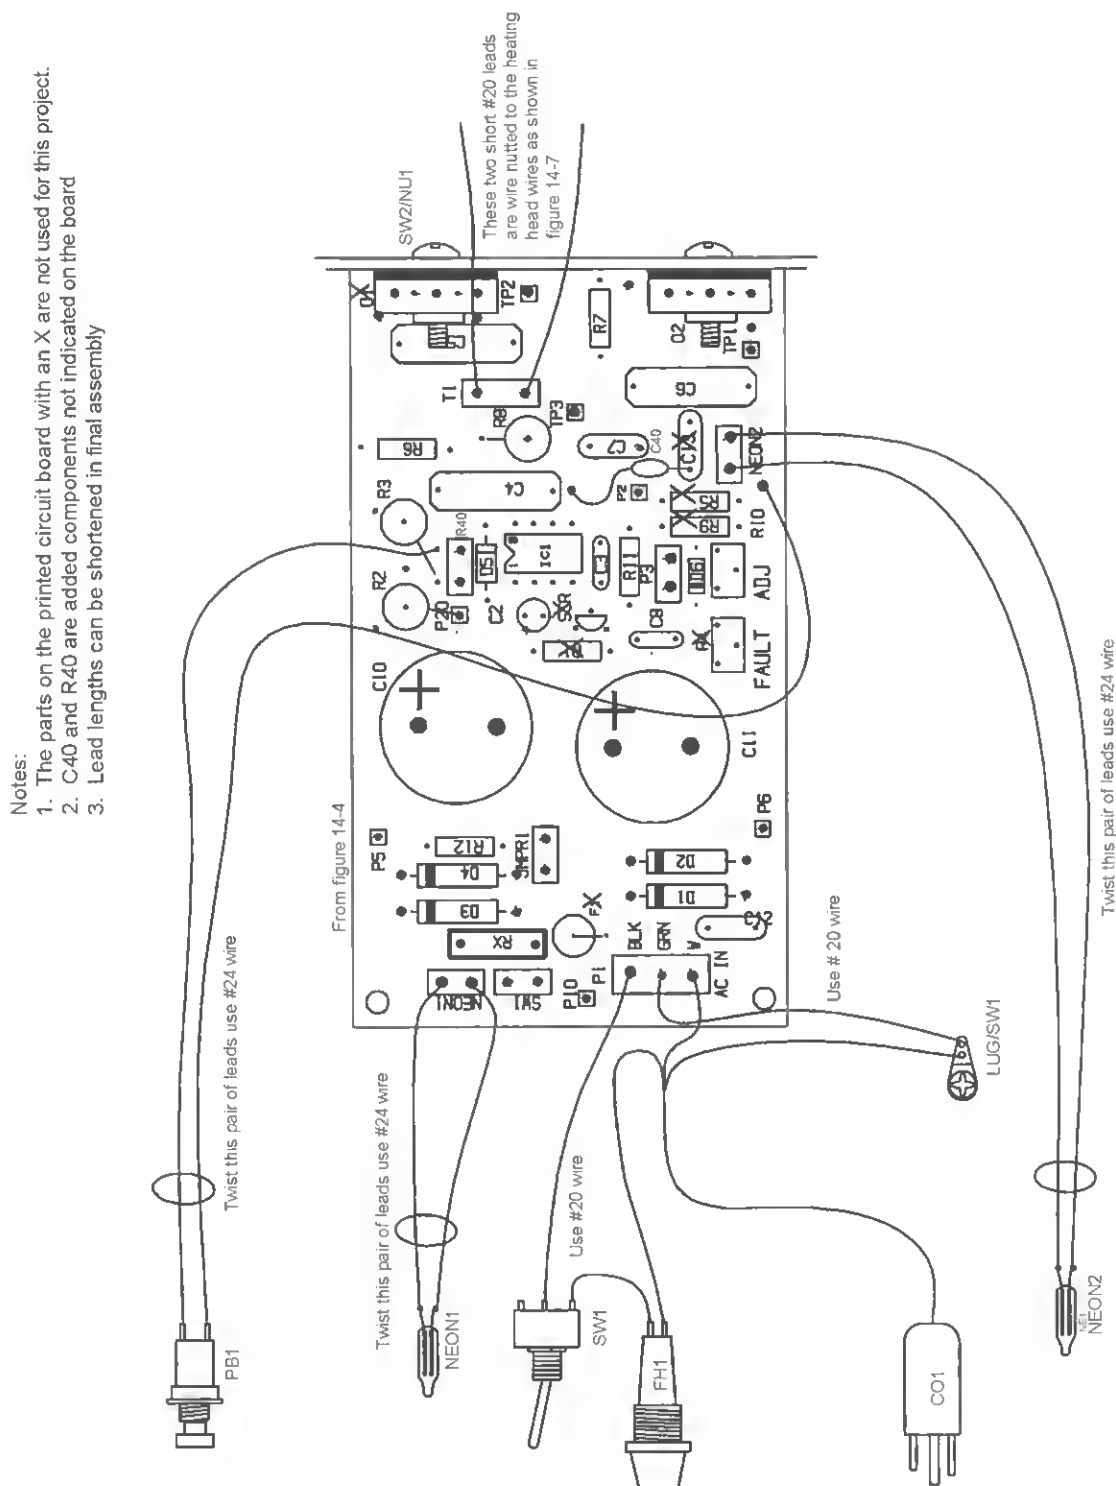 Notes:
1. The parts on the printed circuit board with an X are not used for this project.
2. C40 and R40 are added components not indicated on the board
3. Lead lengths can be shortened in final assembly
From figure 14-4
SW2/NU1
These two short #20 leads
are wire nutted to the heating
head wires as shown in
figure 14-7
Twist this pair of leads use #24 wire
PB1
Twist this pair of leads use #24 wire
NEON1
Use #20 wire
SW1
FH1
CO1
Use # 20 wire
LUG/SW1
Twist this pair of leads use #24 wire
NE1
NEON2
P5
R12
D4
D3
JMPR1
RX
NEON1
SW1
P10
P1
BLK
GRN
W
AC IN
D2
D1
C12
P6
C10
C11
R2
R3
P20
R40
D5
C2
IC1
C3
R11
P3
D6
C8
FAULT
ADJ
R10
R9
P2
C4
R6
R8
T1
TP3
C7
C40
NEON2
C6
R7
TP2
D2
TP1